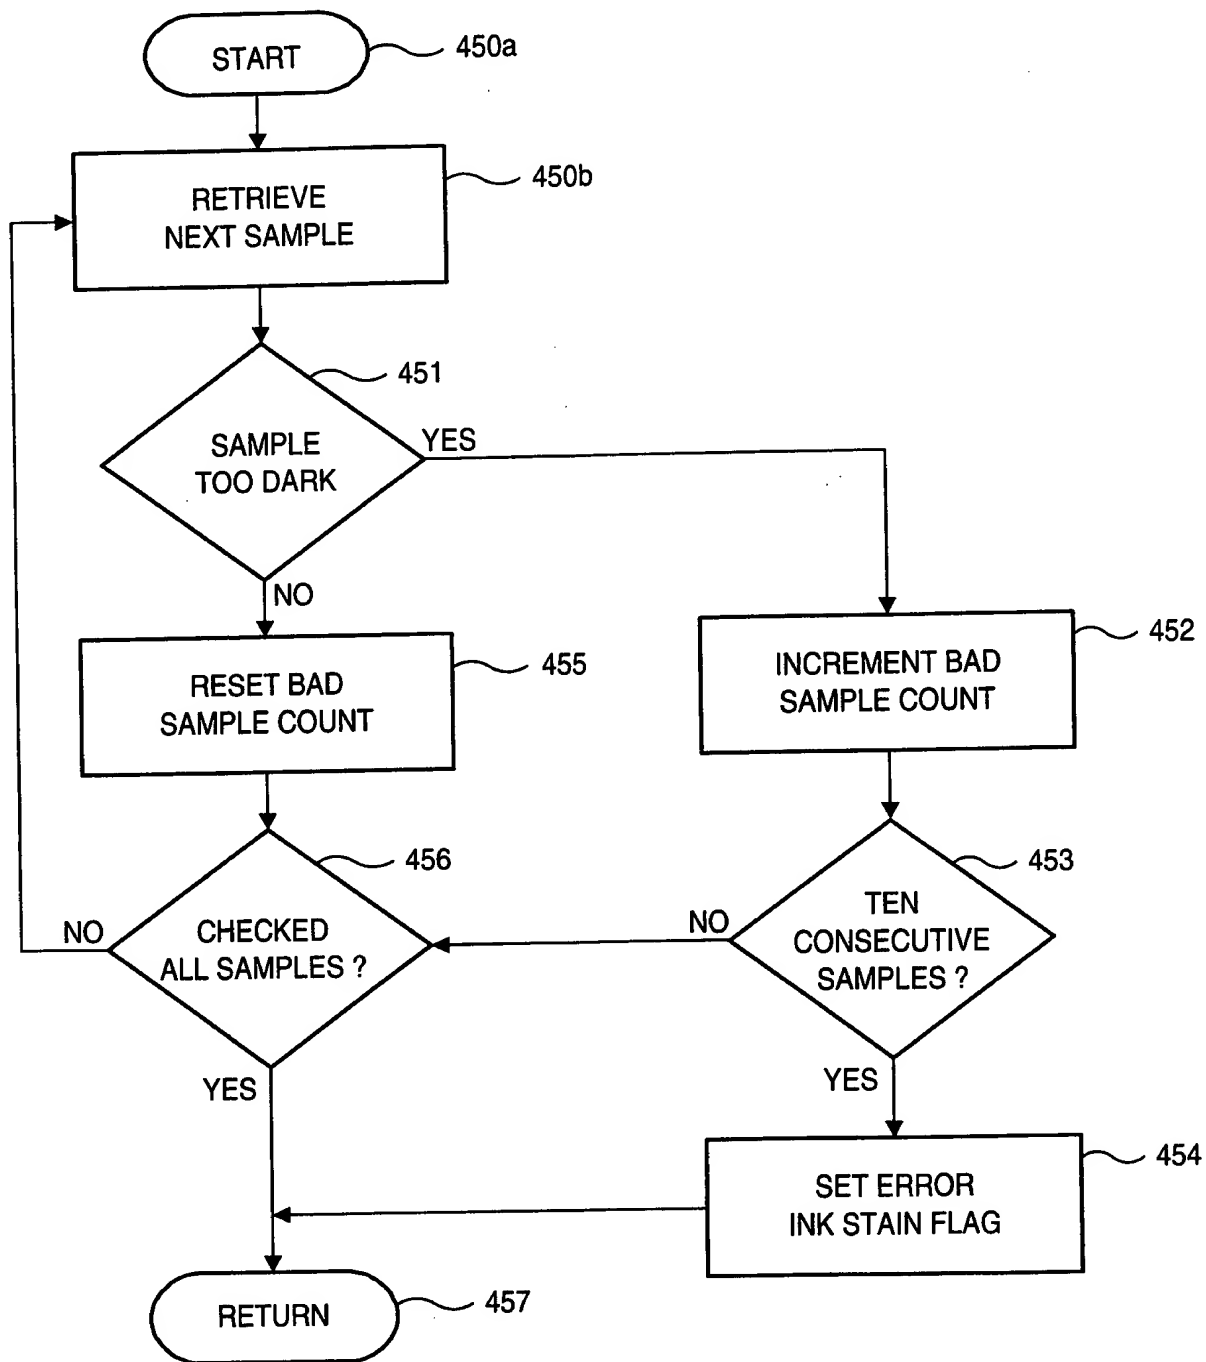 START
450a
RETRIEVE
NEXT SAMPLE
450b
451
SAMPLE
TOO DARK
YES
NO
RESET BAD
SAMPLE COUNT
455
INCREMENT BAD
SAMPLE COUNT
452
456
CHECKED
ALL SAMPLES ?
NO
YES
453
TEN
CONSECUTIVE
SAMPLES ?
NO
YES
SET ERROR
INK STAIN FLAG
454
RETURN
457